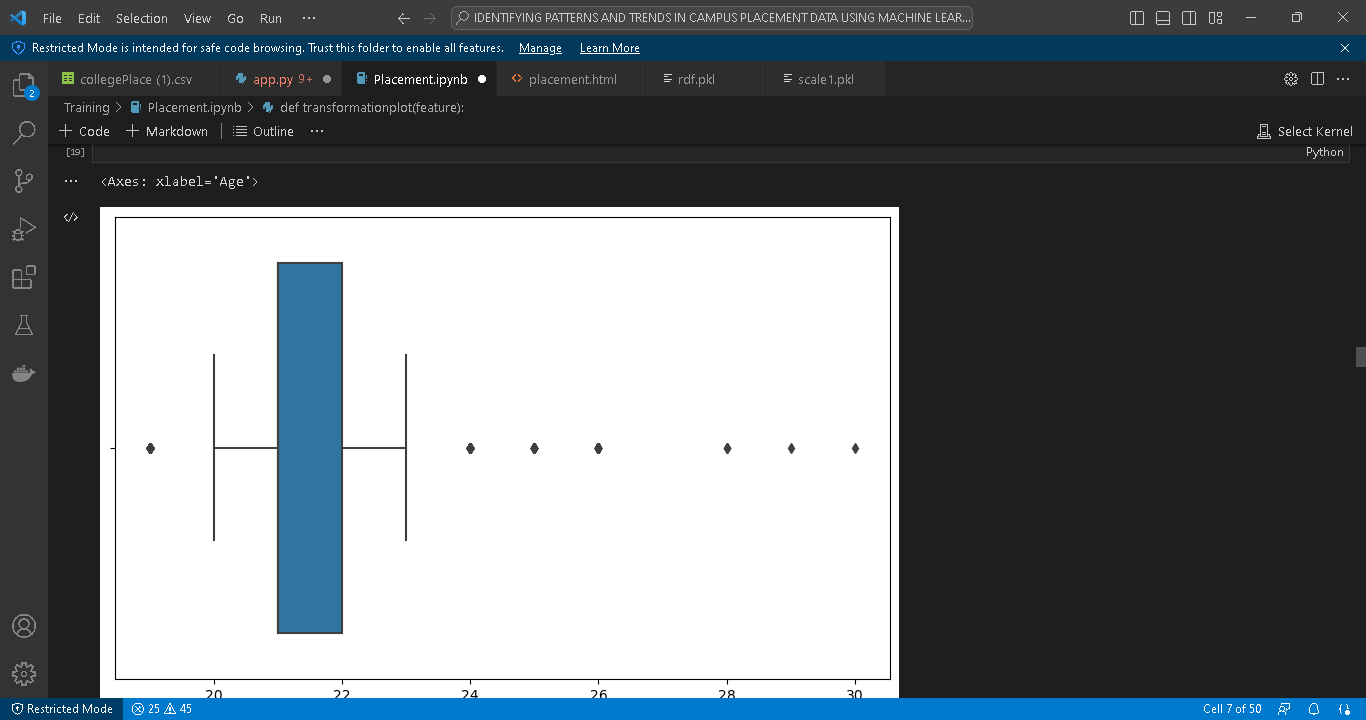 File Edit Selection View Go Run ··· IDENTIFYING PATTERNS AND TRENDS IN CAMPUS PLACEMENT DATA USING MACHINE LEAR...
Restricted Mode is intended for safe code browsing. Trust this folder to enable all features. Manage Learn More
2
collegePlace (1).csv app.py 9+ Placement.ipynb placement.html rdf.pkl scale1.pkl
Training > Placement.ipynb > def transformationplot(feature):
+ Code + Markdown Outline ··· Select Kernel
[19] Python
<Axes: xlabel='Age'>
20 22 24 26 28 30
Restricted Mode 25 45 Cell 7 of 50